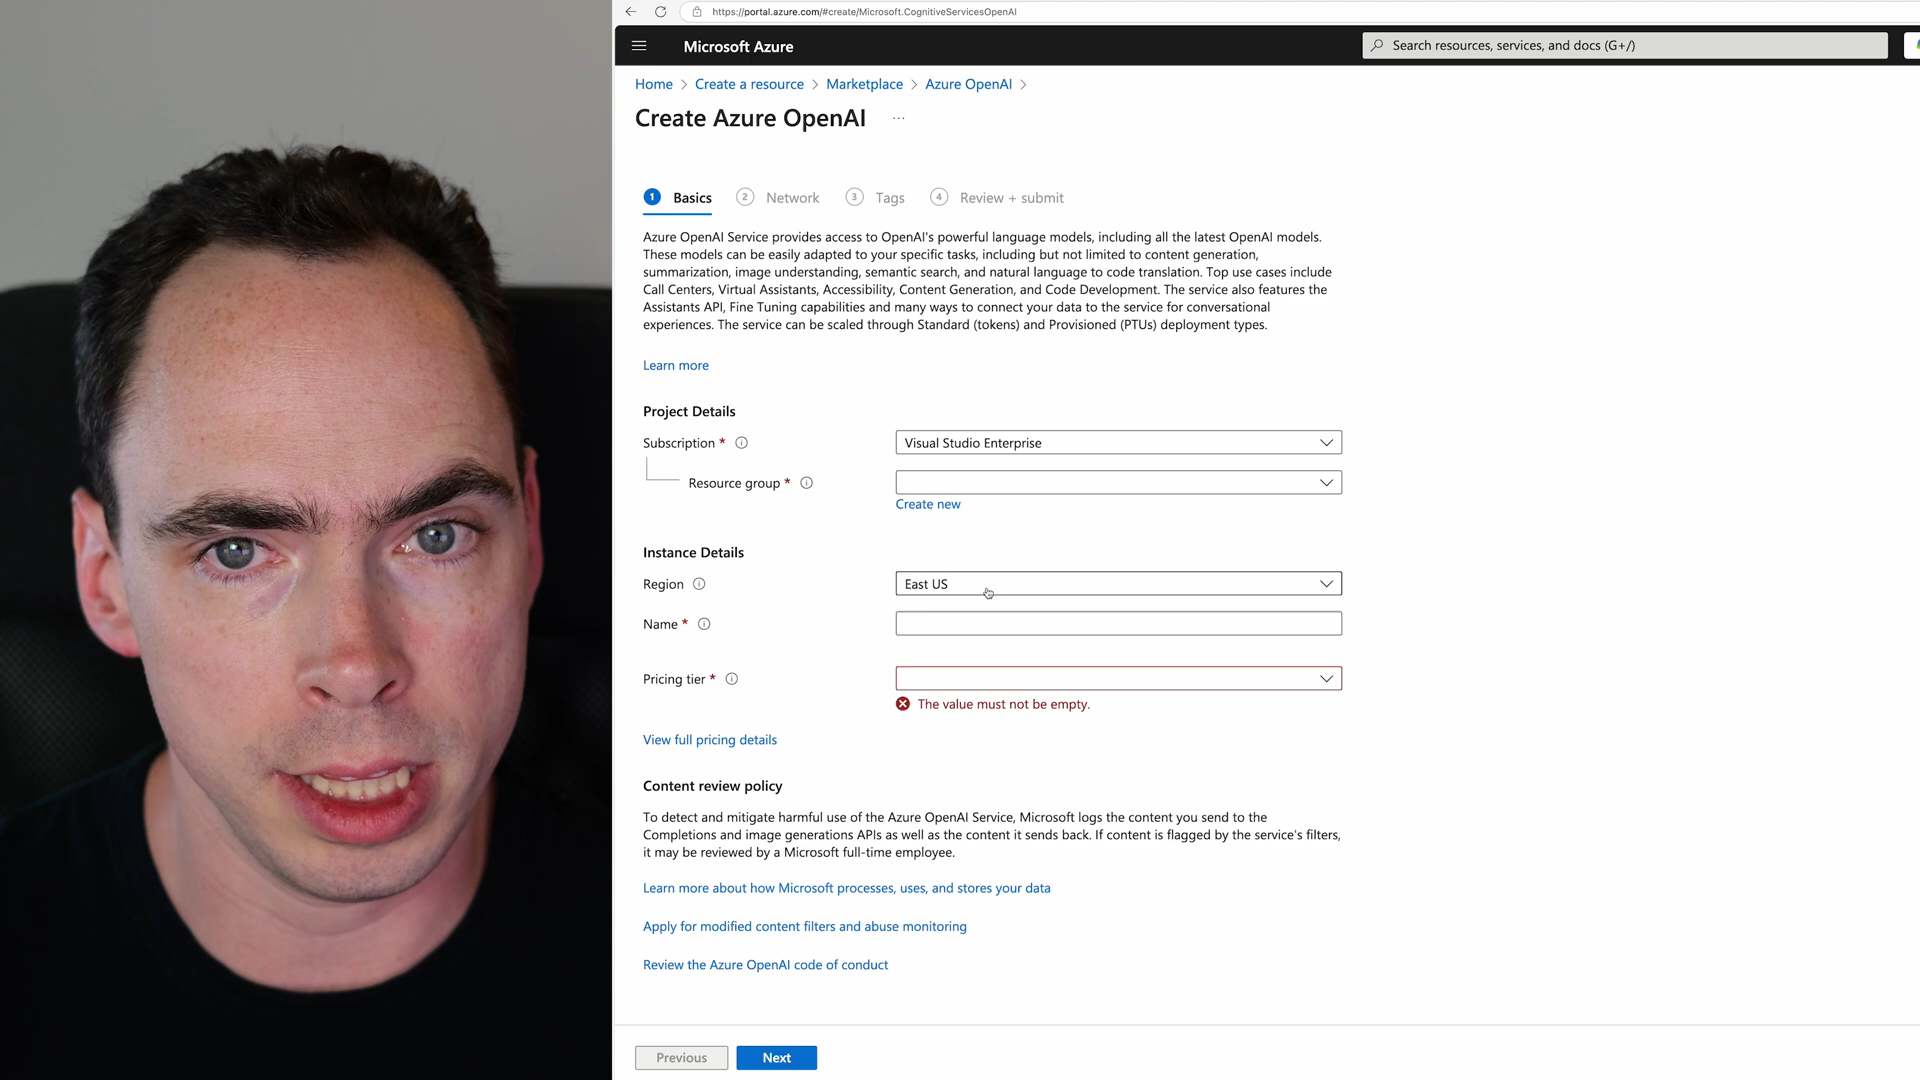 https://portal.azure.com/#create/Microsoft.CognitiveServicesOpenAI
Microsoft Azure
Search resources, services, and docs (G+/)
Home > Create a resource > Marketplace > Azure OpenAI >
Create Azure OpenAI ...
1 Basics 2 Network 3 Tags 4 Review + submit
Azure OpenAI Service provides access to OpenAI's powerful language models, including all the latest OpenAI models.
These models can be easily adapted to your specific tasks, including but not limited to content generation,
summarization, image understanding, semantic search, and natural language to code translation. Top use cases include
Call Centers, Virtual Assistants, Accessibility, Content Generation, and Code Development. The service also features the
Assistants API, Fine Tuning capabilities and many ways to connect your data to the service for conversational
experiences. The service can be scaled through Standard (tokens) and Provisioned (PTUs) deployment types.
Learn more
Project Details
Subscription * Visual Studio Enterprise
Resource group *
Create new
Instance Details
Region East US
Name *
Pricing tier *
The value must not be empty.
View full pricing details
Content review policy
To detect and mitigate harmful use of the Azure OpenAI Service, Microsoft logs the content you send to the
Completions and image generations APIs as well as the content it sends back. If content is flagged by the service's filters,
it may be reviewed by a Microsoft full-time employee.
Learn more about how Microsoft processes, uses, and stores your data
Apply for modified content filters and abuse monitoring
Review the Azure OpenAI code of conduct
Previous Next